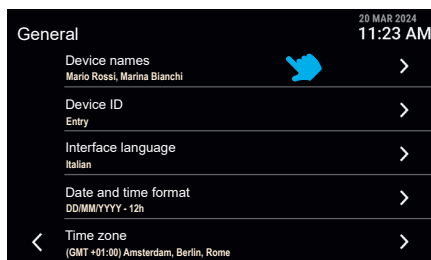 General
20 MAR 2024
11:23 AM
Device names
Mario Rossi, Marina Bianchi
Device ID
Entry
Interface language
Italian
Date and time format
DD/MM/YYYY - 12h
Time zone
(GMT +01:00) Amsterdam, Berlin, Rome